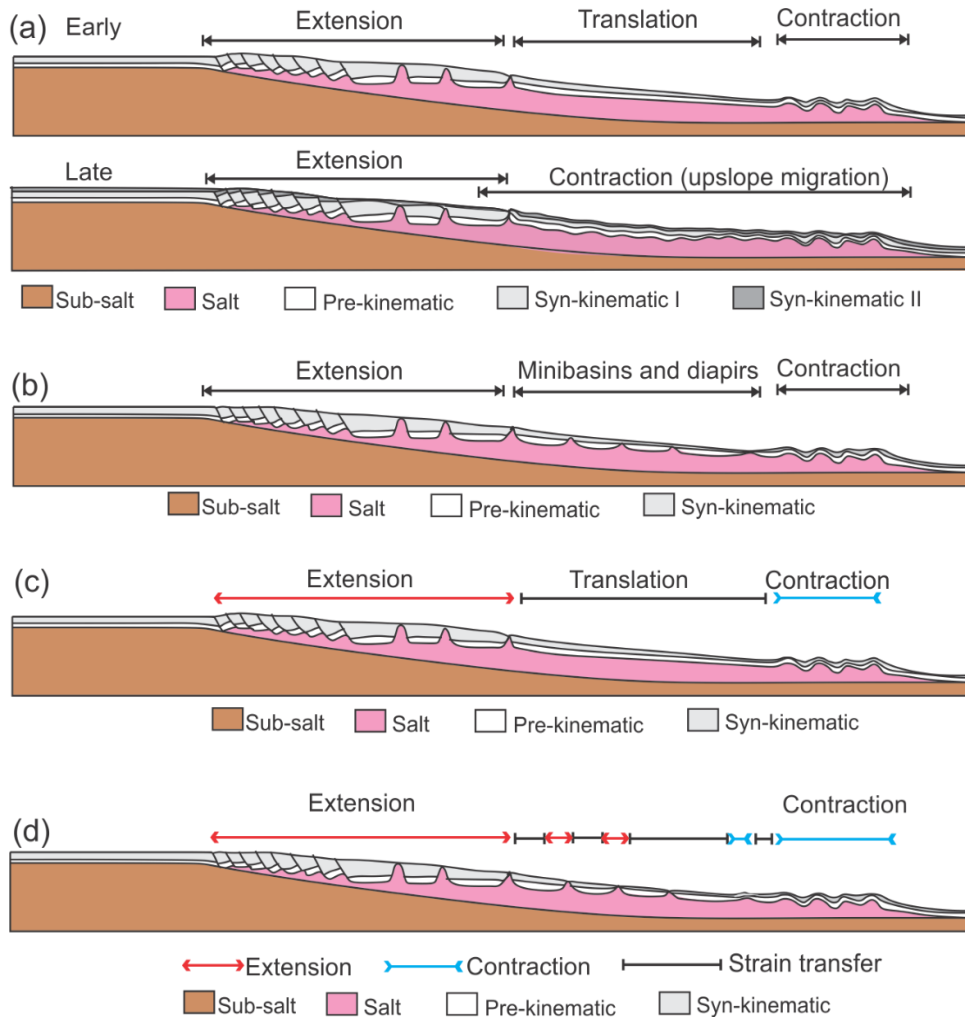 (a) Early Extension Translation Contraction
Late Extension Contraction (upslope migration)
Sub-salt Salt Pre-kinematic Syn-kinematic I Syn-kinematic II
(b) Extension Minibasins and diapirs Contraction
Sub-salt Salt Pre-kinematic Syn-kinematic
(c) Extension Translation Contraction
Sub-salt Salt Pre-kinematic Syn-kinematic
(d) Extension Contraction
Extension Contraction Strain transfer
Sub-salt Salt Pre-kinematic Syn-kinematic